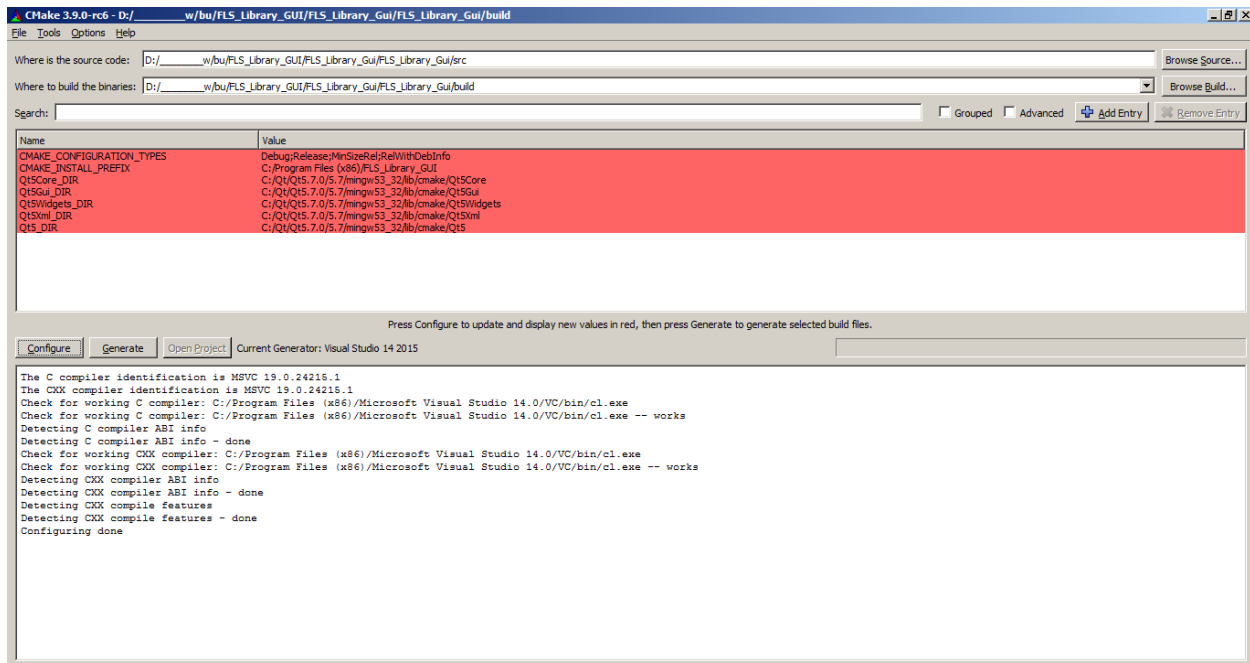 CMake 3.9.0-rc6 - D:/________w/bu/FLS_Library_GUI/FLS_Library_Gui/FLS_Library_Gui/build
File Tools Options Help
Where is the source code: D:/________w/bu/FLS_Library_GUI/FLS_Library_Gui/FLS_Library_Gui/src Browse Source...
Where to build the binaries: D:/________w/bu/FLS_Library_GUI/FLS_Library_Gui/FLS_Library_Gui/build Browse Build...
Search: Grouped Advanced Add Entry Remove Entry
Name Value
CMAKE_CONFIGURATION_TYPES Debug;Release;MinSizeRel;RelWithDebInfo
CMAKE_INSTALL_PREFIX C:/Program Files (x86)/FLS_Library_GUI
Qt5Core_DIR C:/Qt/Qt5.7.0/5.7/mingw53_32/lib/cmake/Qt5Core
Qt5Gui_DIR C:/Qt/Qt5.7.0/5.7/mingw53_32/lib/cmake/Qt5Gui
Qt5Widgets_DIR C:/Qt/Qt5.7.0/5.7/mingw53_32/lib/cmake/Qt5Widgets
Qt5Xml_DIR C:/Qt/Qt5.7.0/5.7/mingw53_32/lib/cmake/Qt5Xml
Qt5_DIR C:/Qt/Qt5.7.0/5.7/mingw53_32/lib/cmake/Qt5
Press Configure to update and display new values in red, then press Generate to generate selected build files.
Configure Generate Open Project Current Generator: Visual Studio 14 2015
The C compiler identification is MSVC 19.0.24215.1
The CXX compiler identification is MSVC 19.0.24215.1
Check for working C compiler: C:/Program Files (x86)/Microsoft Visual Studio 14.0/VC/bin/cl.exe
Check for working C compiler: C:/Program Files (x86)/Microsoft Visual Studio 14.0/VC/bin/cl.exe -- works
Detecting C compiler ABI info
Detecting C compiler ABI info - done
Check for working CXX compiler: C:/Program Files (x86)/Microsoft Visual Studio 14.0/VC/bin/cl.exe
Check for working CXX compiler: C:/Program Files (x86)/Microsoft Visual Studio 14.0/VC/bin/cl.exe -- works
Detecting CXX compiler ABI info
Detecting CXX compiler ABI info - done
Detecting CXX compile features
Detecting CXX compile features - done
Configuring done